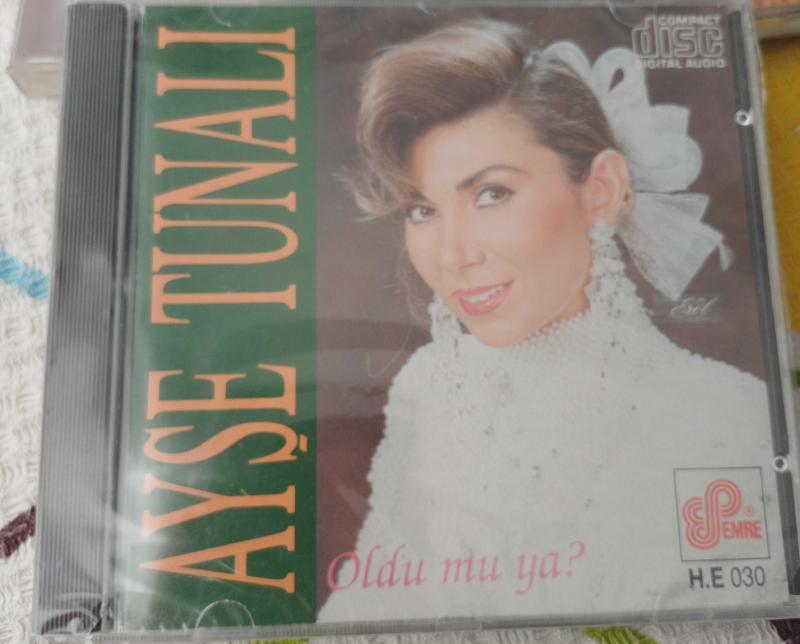 AYŞE TUNALI
COMPACT
disc
DIGITAL AUDIO
Oldu mu ya?
EMRE
®
H.E 030